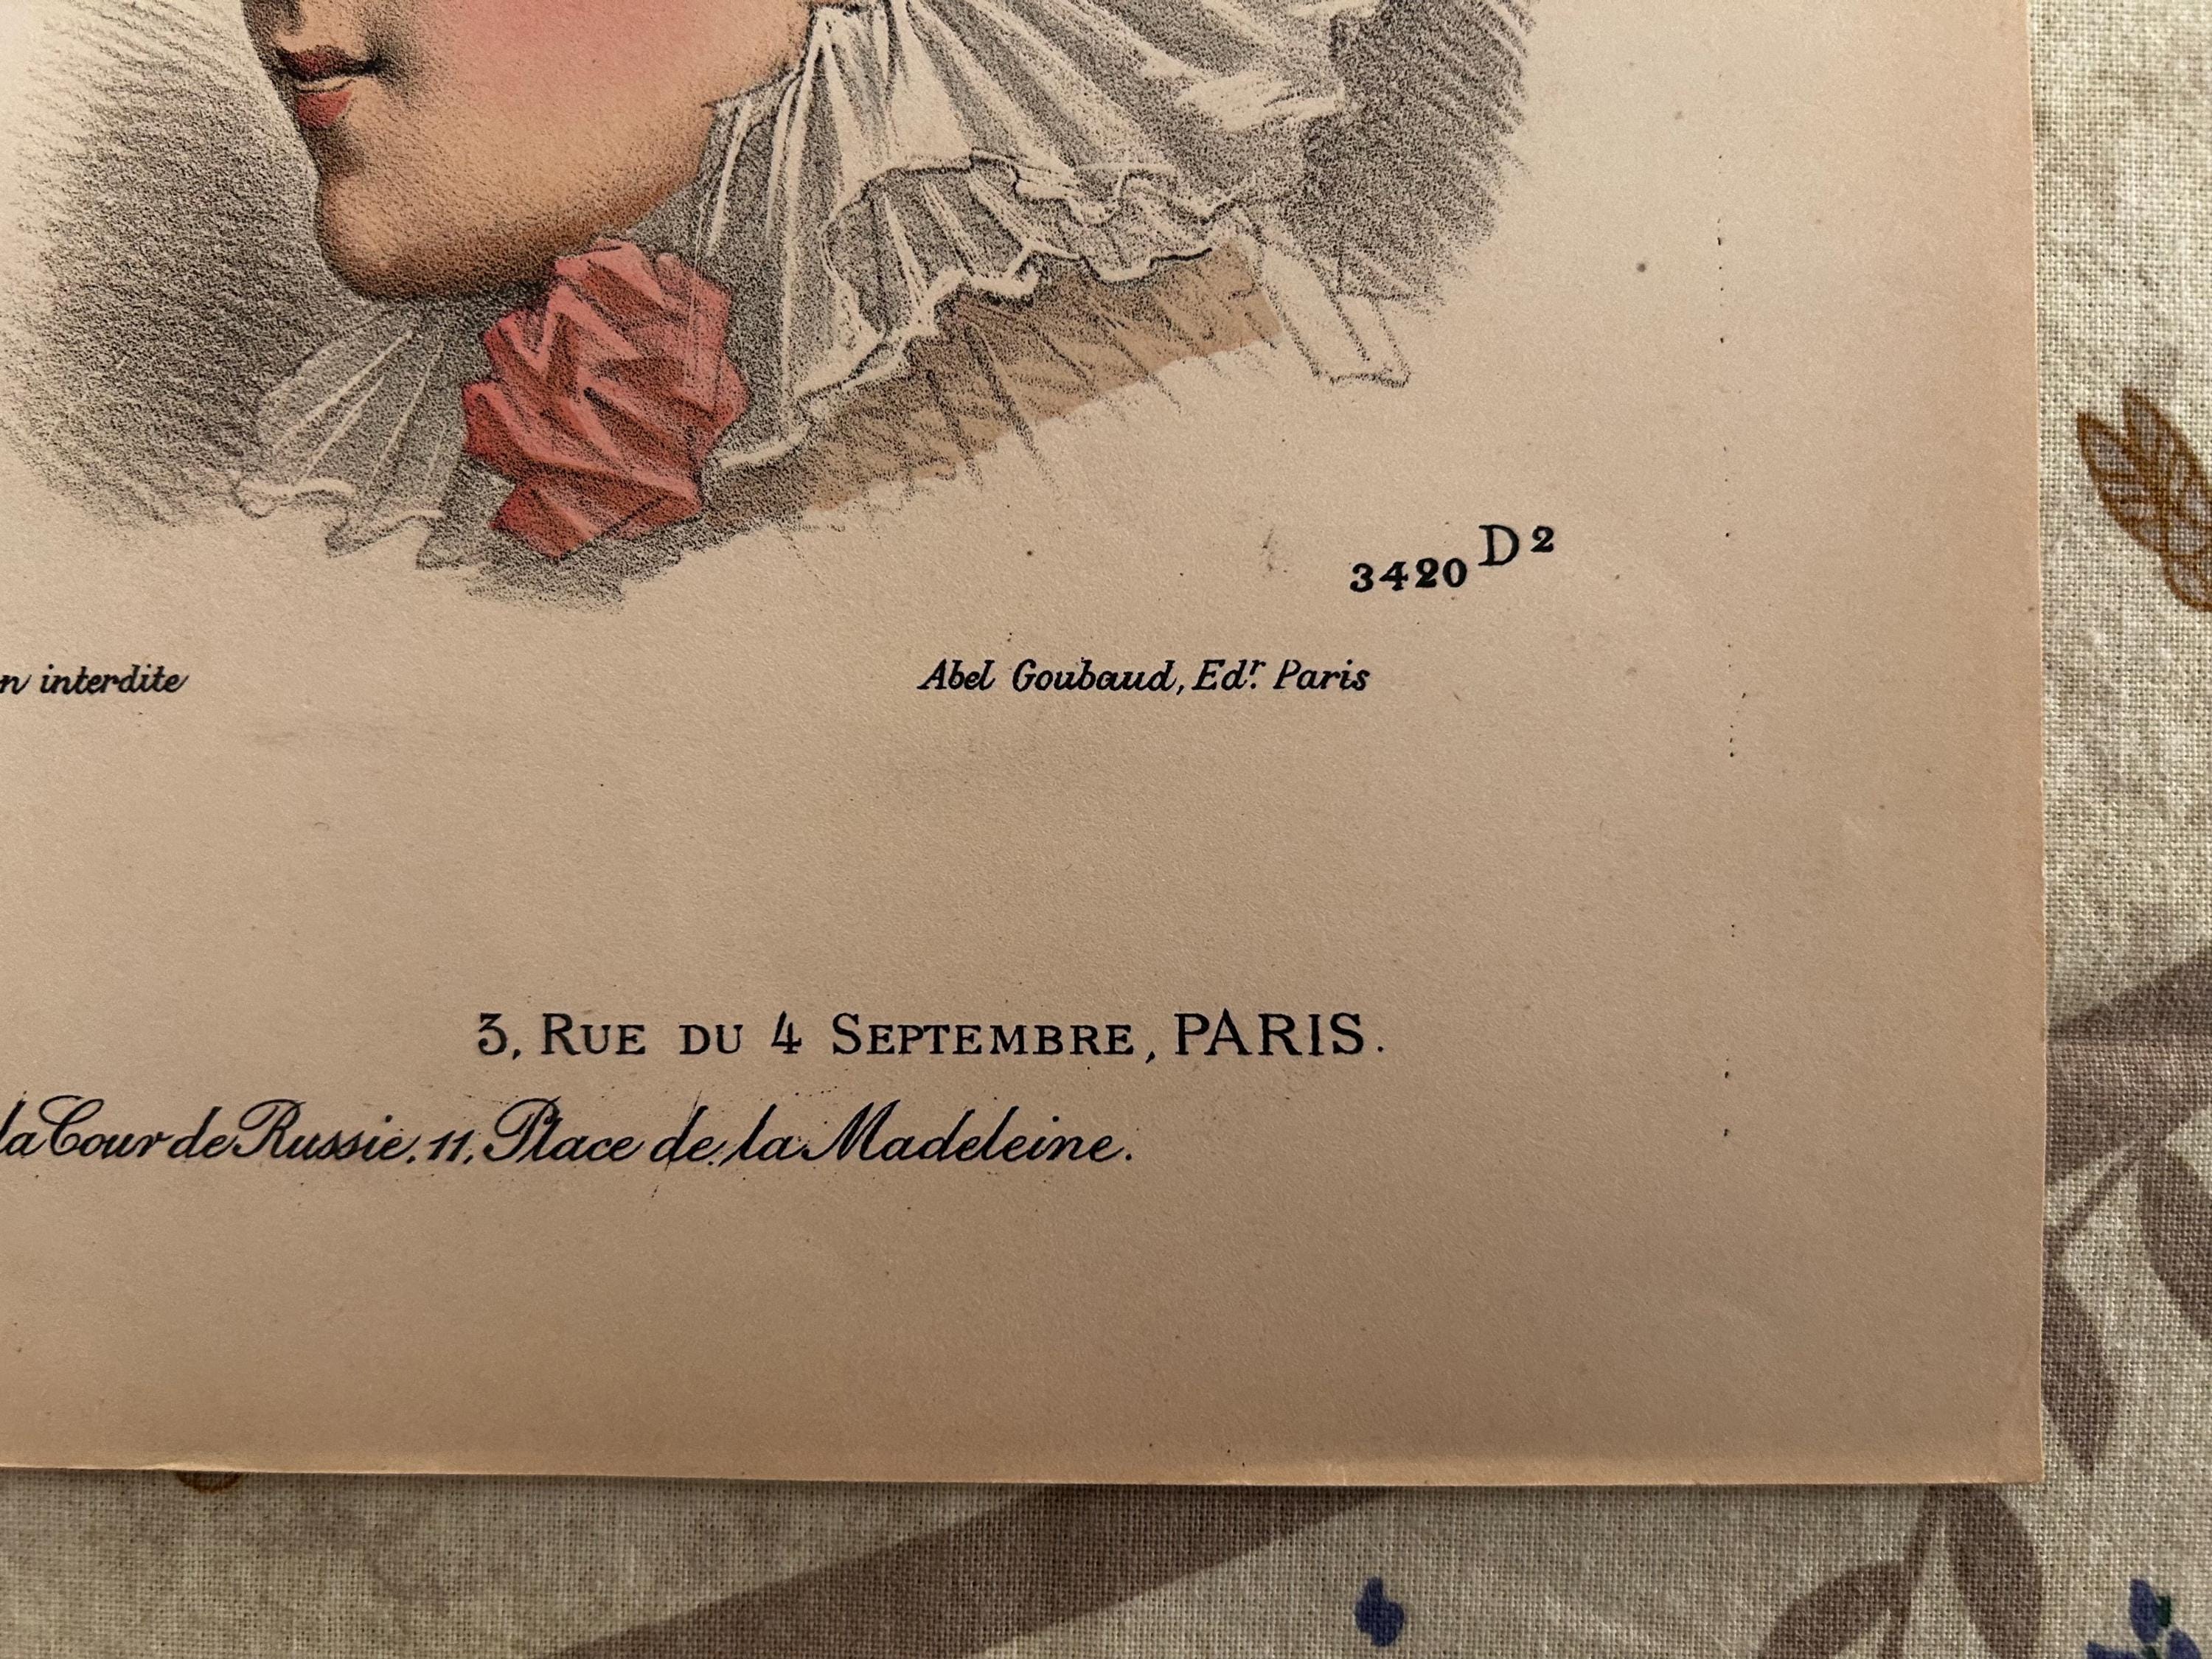 3420 D2
n interdite
Abel Goubaud, Edr. Paris
3, RUE DU 4 SEPTEMBRE, PARIS.
la Cour de Russie, 11, Place de la Madeleine.